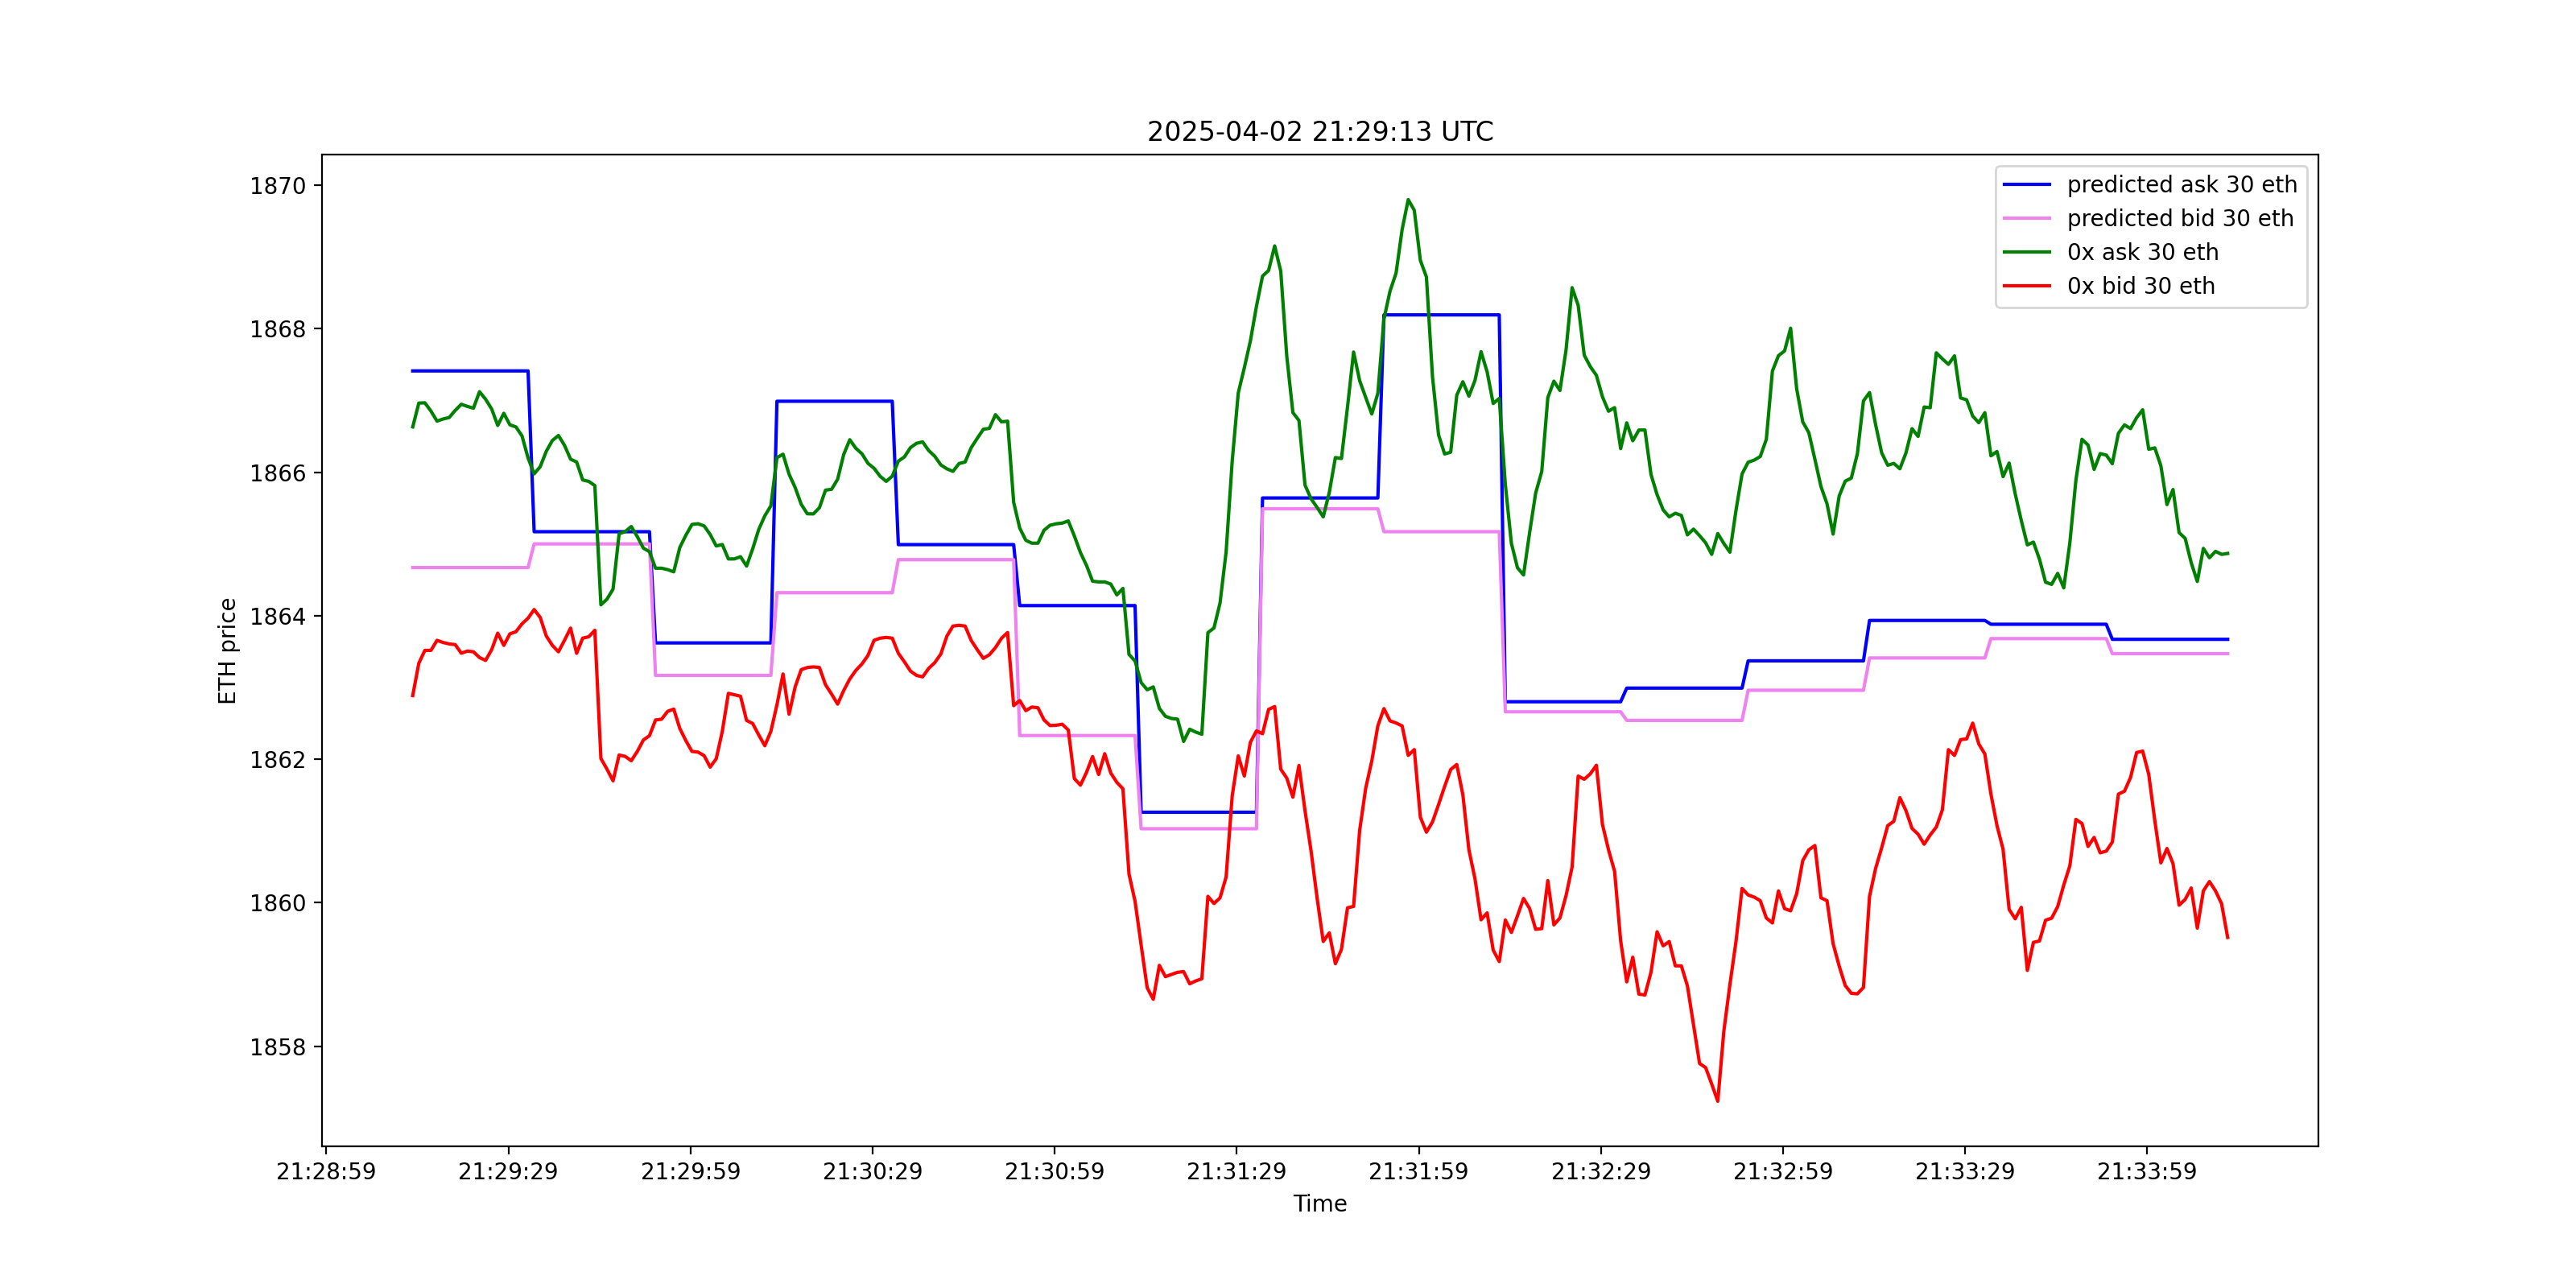 2025-04-02 21:29:13 UTC
predicted ask 30 eth
predicted bid 30 eth
0x ask 30 eth
0x bid 30 eth
ETH price
1870
1868
1866
1864
1862
1860
1858
21:28:59 21:29:29 21:29:59 21:30:29 21:30:59 21:31:29 21:31:59 21:32:29 21:32:59 21:33:29 21:33:59
Time